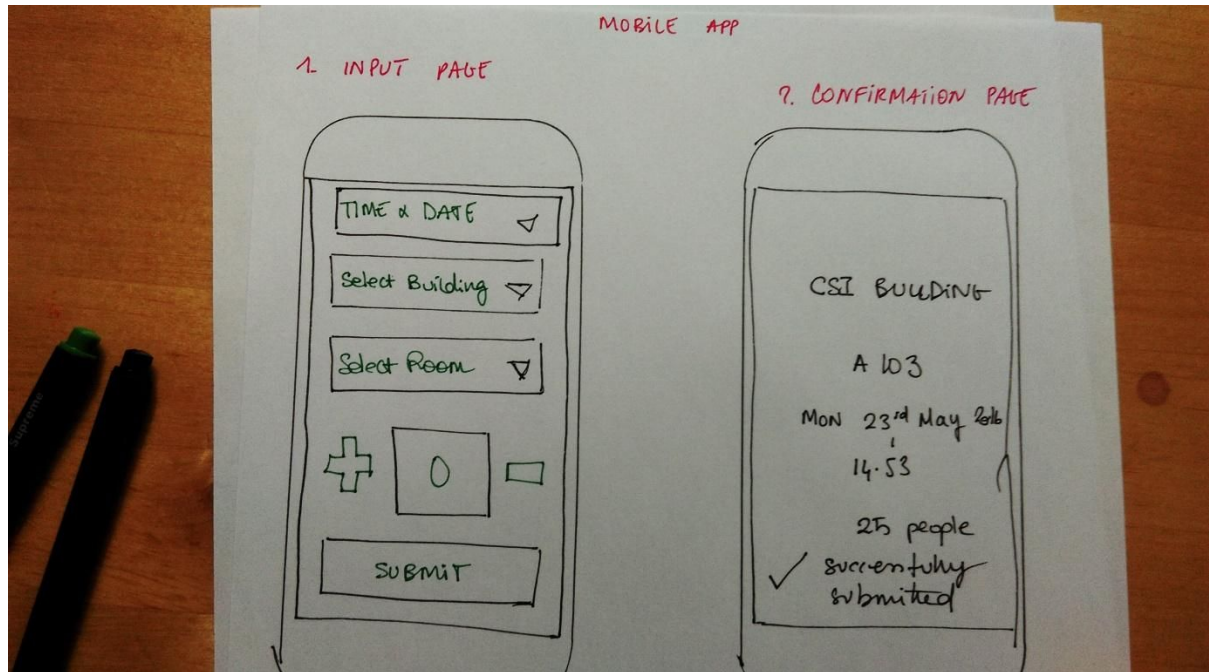 MOBILE APP
1. INPUT PAGE
TIME & DATE
Select Building
Select Room
0
SUBMIT
2. CONFIRMATION PAGE
CSI BUILDING
A 103
MON 23rd May 2016
14.53
25 people
✓ successfully
submitted
Supreme